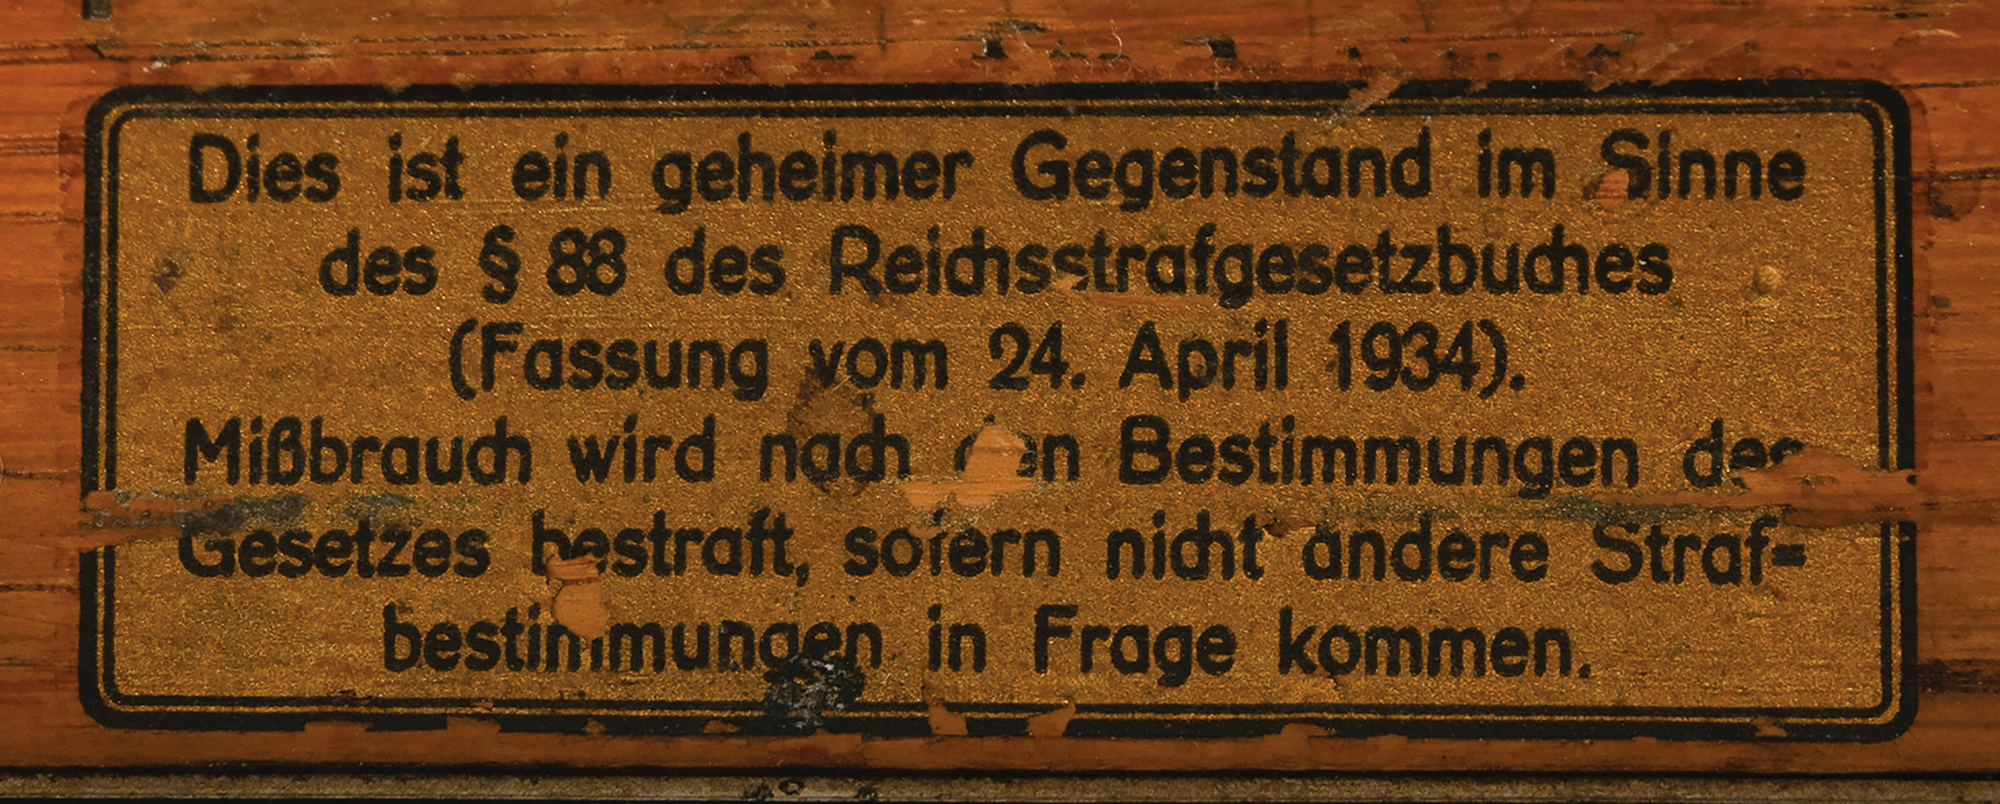 Dies ist ein geheimer Gegenstand im Sinne
des § 88 des Reichsstrafgesetzbuches
(Fassung vom 24. April 1934).
Mißbrauch wird nach den Bestimmungen des
Gesetzes bestraft, sofern nicht andere Straf=
bestimmungen in Frage kommen.